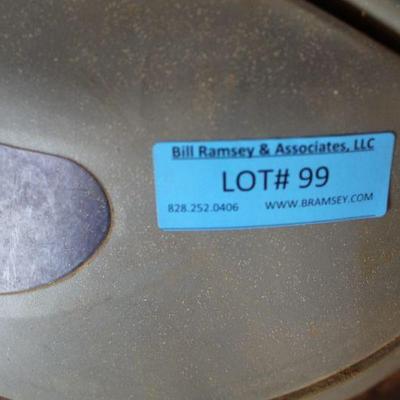 Bill Ramsey & Associates, LLC
LOT# 99
828.252.0406 WWW.BRAMSEY.COM